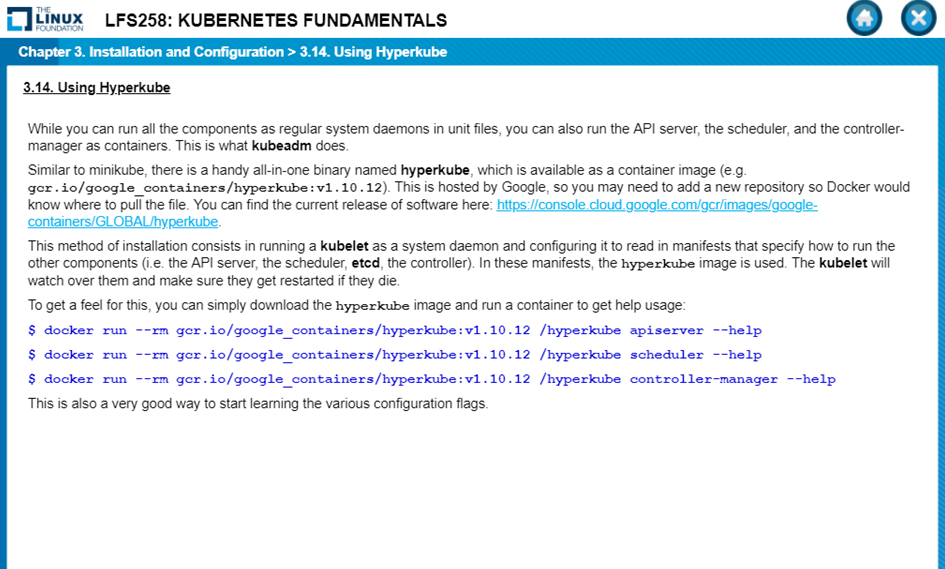 THE
LINUX
FOUNDATION
LFS258: KUBERNETES FUNDAMENTALS
Chapter 3. Installation and Configuration > 3.14. Using Hyperkube
3.14. Using Hyperkube
While you can run all the components as regular system daemons in unit files, you can also run the API server, the scheduler, and the controller-
manager as containers. This is what kubeadm does.
Similar to minikube, there is a handy all-in-one binary named hyperkube, which is available as a container image (e.g.
gcr.io/google_containers/hyperkube:v1.10.12). This is hosted by Google, so you may need to add a new repository so Docker would
know where to pull the file. You can find the current release of software here: https://console.cloud.google.com/gcr/images/google-
containers/GLOBAL/hyperkube.
This method of installation consists in running a kubelet as a system daemon and configuring it to read in manifests that specify how to run the
other components (i.e. the API server, the scheduler, etcd, the controller). In these manifests, the hyperkube image is used. The kubelet will
watch over them and make sure they get restarted if they die.
To get a feel for this, you can simply download the hyperkube image and run a container to get help usage:
$ docker run --rm gcr.io/google_containers/hyperkube:v1.10.12 /hyperkube apiserver --help
$ docker run --rm gcr.io/google_containers/hyperkube:v1.10.12 /hyperkube scheduler --help
$ docker run --rm gcr.io/google_containers/hyperkube:v1.10.12 /hyperkube controller-manager --help
This is also a very good way to start learning the various configuration flags.